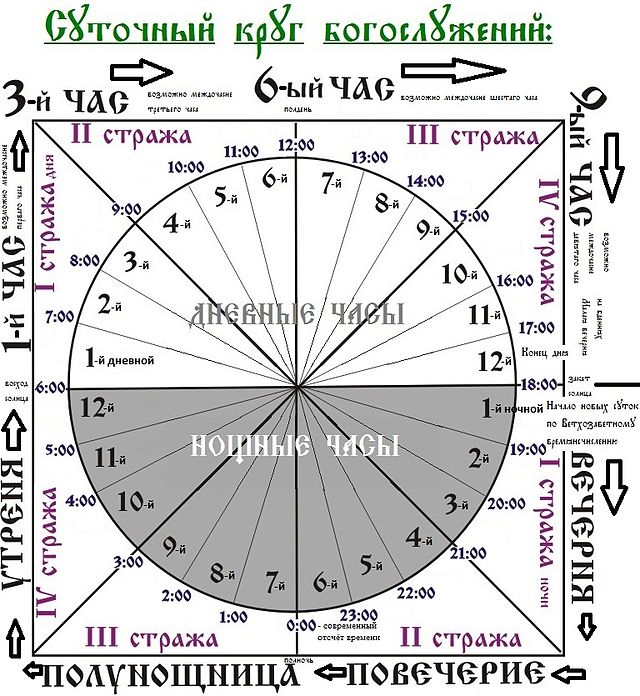 Суточный круг богослужений:
3-й ЧАС
возможно междочасие
третьего часа
6-ый ЧАС
полдень
возможно междочасие шестаго часа
9-ый ЧАС
II стража
III стража
12:00
11:00
13:00
10:00
14:00
9:00
15:00
8:00
16:00
7:00
17:00
6:00
18:00
5:00
19:00
4:00
20:00
3:00
21:00
2:00
22:00
1:00
23:00
0:00 - современный
отсчёт времени
6-й
7-й
5-й
8-й
4-й
9-й
3-й
10-й
2-й
11-й
1-й дневной
12-й
ДНЕВНЫЕ ЧАСЫ
12-й
1-й ночной
11-й
2-й
10-й
3-й
9-й
4-й
8-й
5-й
7-й
6-й
НОЩНЫЕ ЧАСЫ
I стража дня
IV стража
1-й ЧАС
возможно междочасие
первого часа
возможно
междочасие
девятаго часа
Конец дня
восход
солнца
закат
солнца
Начало новых суток
по Ветхозаветному
времяисчислению
УТРЕНЯ
ВЕЧЕРНЯ
IV стража
I стража ночи
III стража
II стража
полночь
ПОЛУНОЩНИЦА
ПОВЕЧЕРИЕ